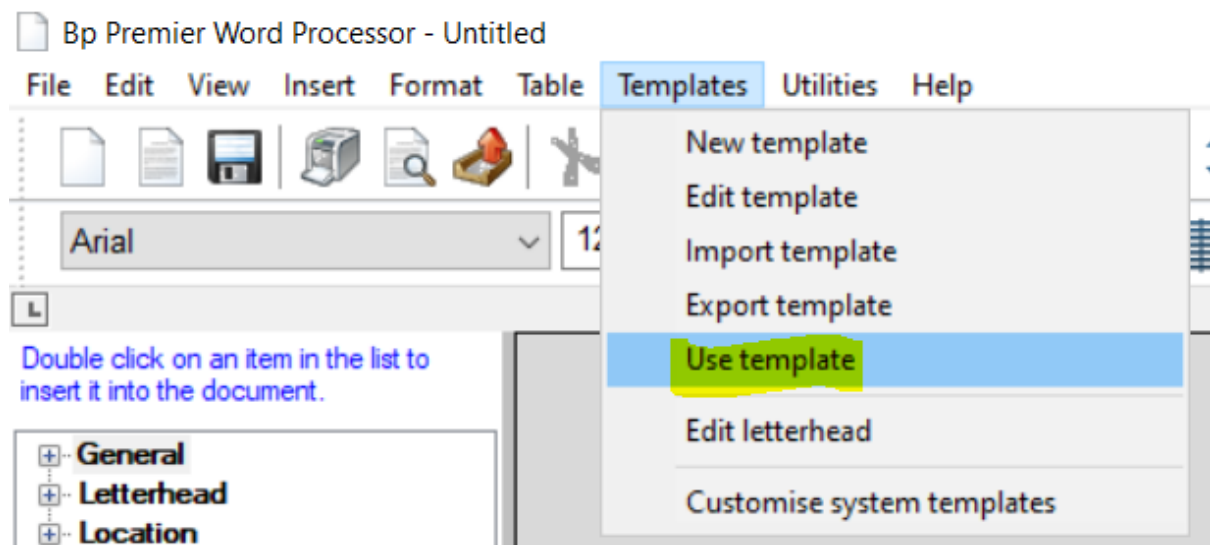 Bp Premier Word Processor - Untitled
File Edit View Insert Format Table Templates Utilities Help
New template
Edit template
Arial
12
Import template
Export template
Use template
Double click on an item in the list to
insert it into the document.
Edit letterhead
General
Letterhead
Customise system templates
Location